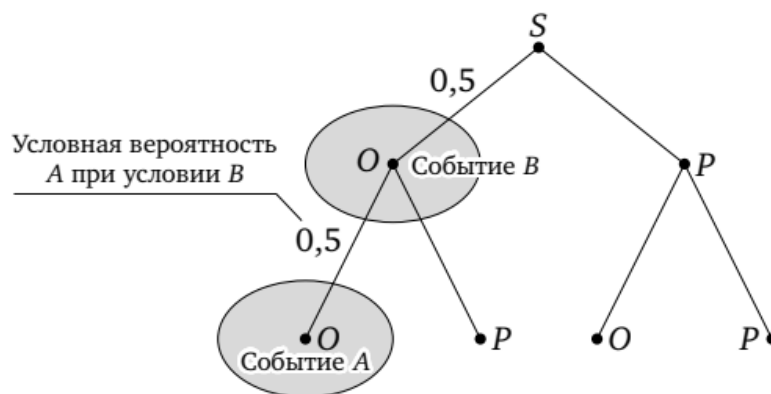 S
0,5
Условная вероятность
A при условии B
O
Событие B
P
0,5
O
P
O
P
Событие A